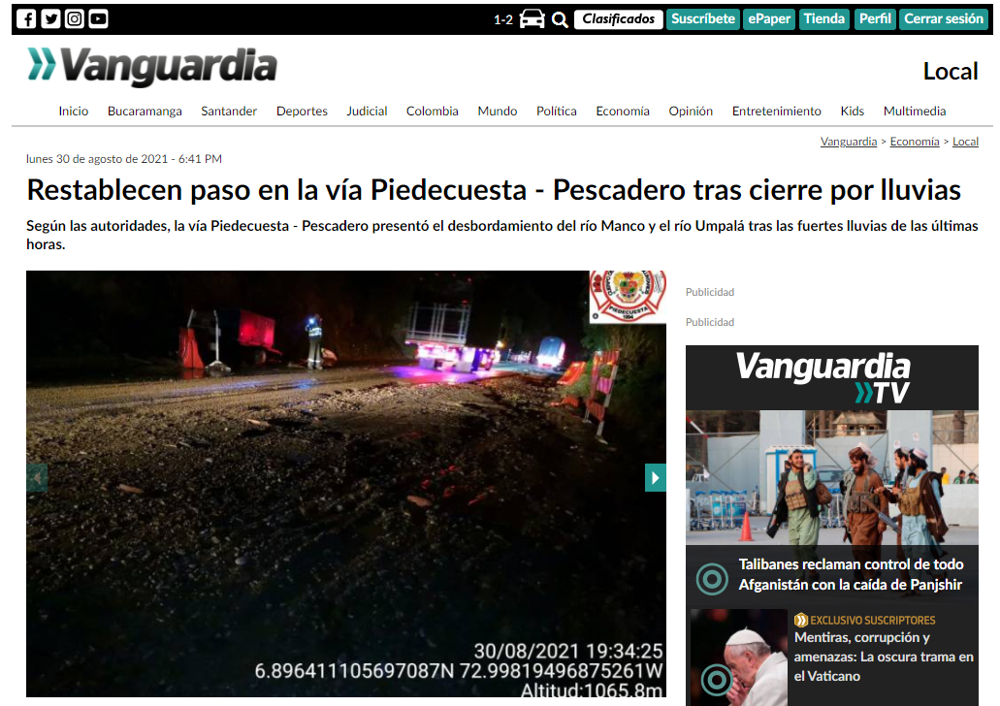 1-2 Clasificados Suscríbete ePaper Tienda Perfil Cerrar sesión
Vanguardia
Local
Inicio Bucaramanga Santander Deportes Judicial Colombia Mundo Política Economía Opinión Entretenimiento Kids Multimedia
Vanguardia > Economía > Local
lunes 30 de agosto de 2021 - 6:41 PM
Restablecen paso en la vía Piedecuesta - Pescadero tras cierre por lluvias
Según las autoridades, la vía Piedecuesta - Pescadero presentó el desbordamiento del río Manco y el río Umpalá tras las fuertes lluvias de las últimas
horas.
PIEDECUESTA
1994
30/08/2021 19:34:25
6.896411105697087N 72.99819496875261W
Altitud:1065.8m
Publicidad
Publicidad
Vanguardia
TV
Talibanes reclaman control de todo
Afganistán con la caída de Panjshir
EXCLUSIVO SUSCRIPTORES
Mentiras, corrupción y
amenazas: La oscura trama en
el Vaticano